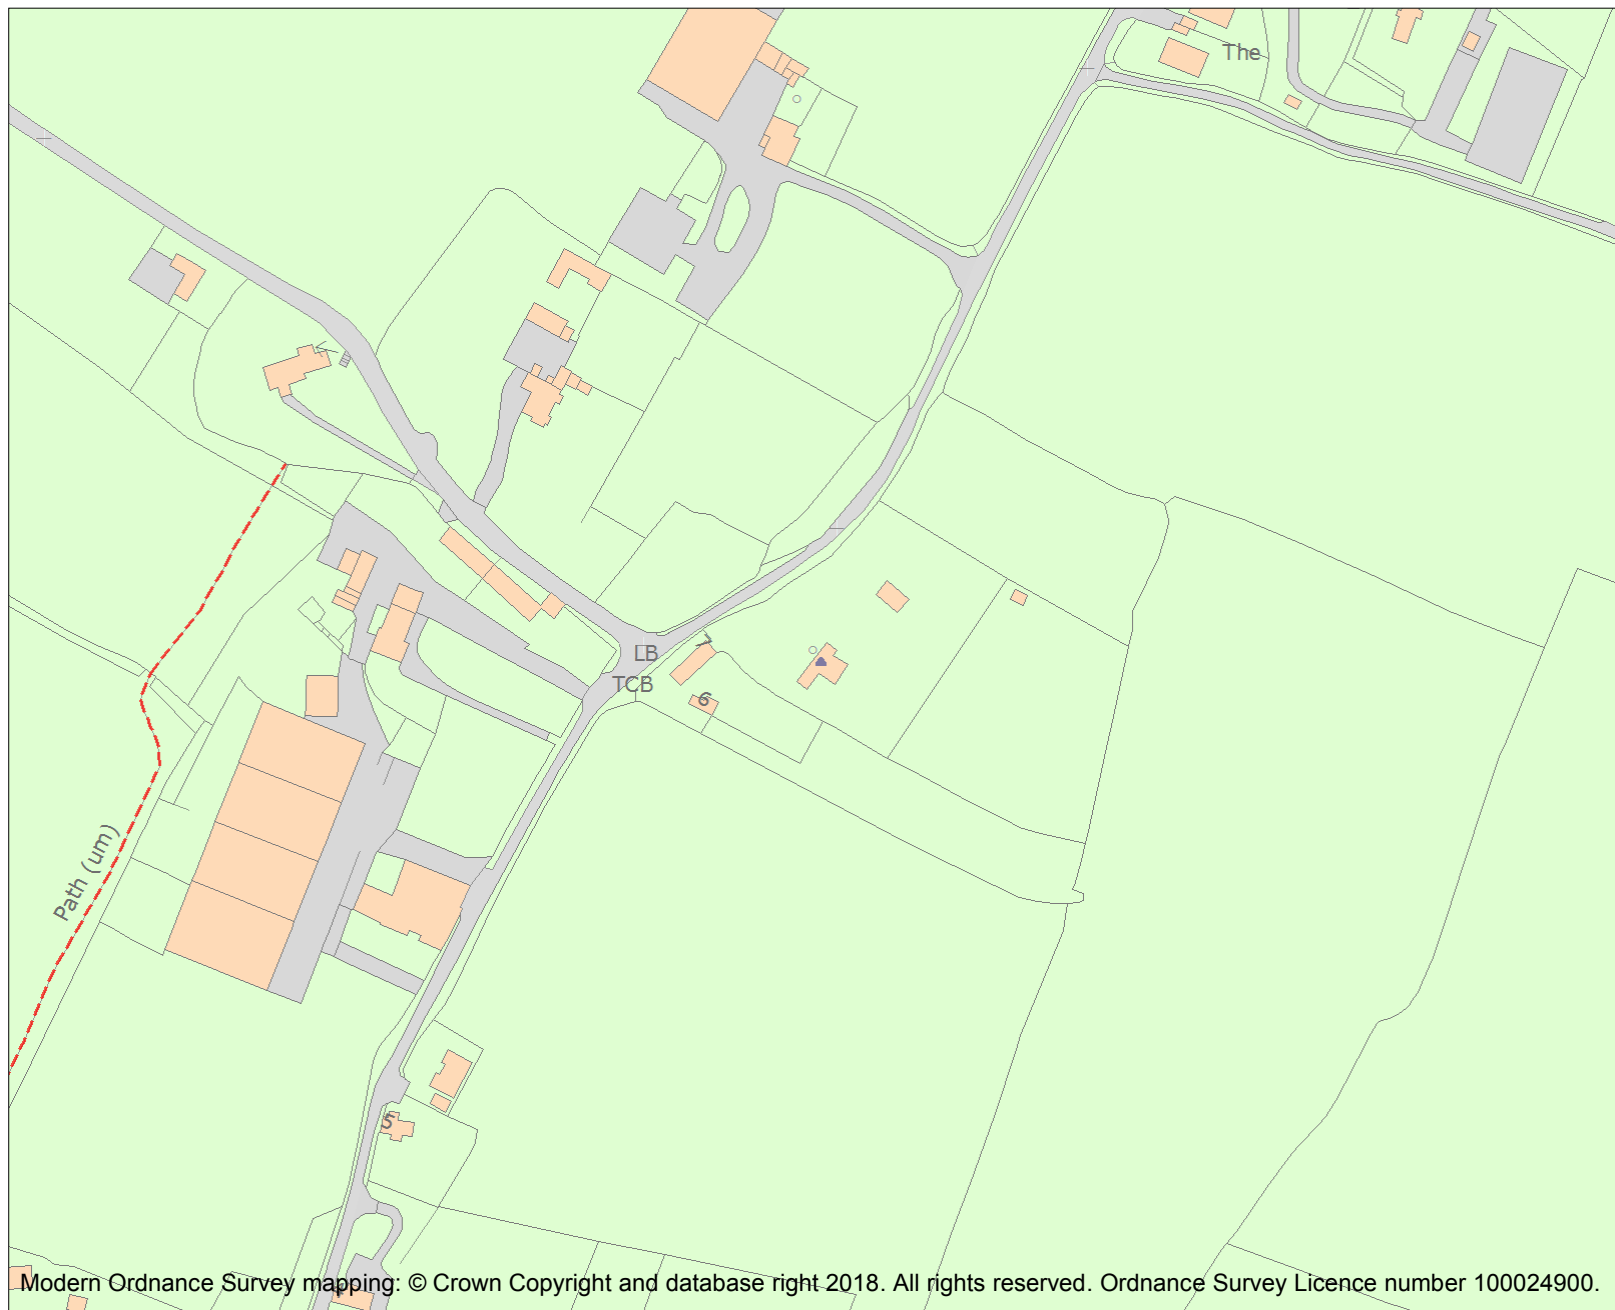 The
7
LB
TCB
6
Path (um)
5
Modern Ordnance Survey mapping: © Crown Copyright and database right 2018. All rights reserved. Ordnance Survey Licence number 100024900.